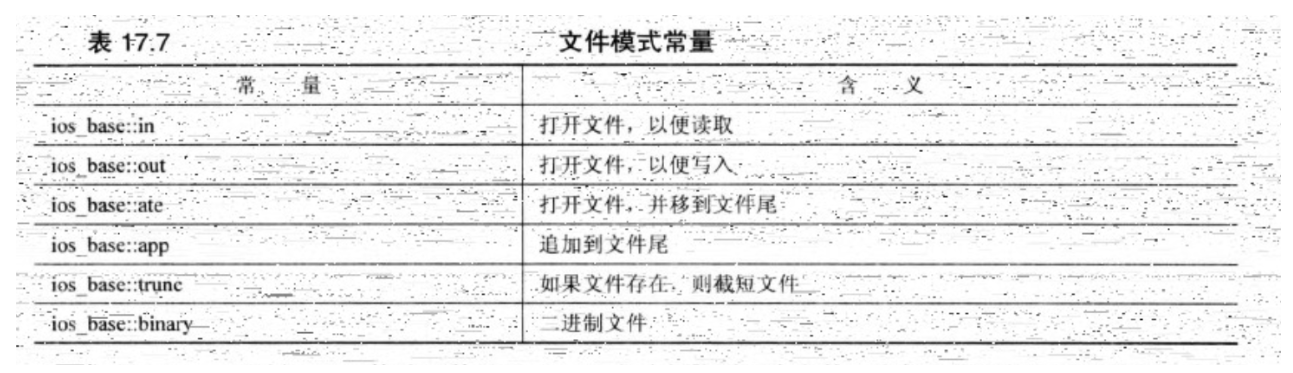 表 17.7 文件模式常量
常 量 含 义
ios_base::in 打开文件，以便读取
ios_base::out 打开文件，以便写入
ios_base::ate 打开文件，并移到文件尾
ios_base::app 追加到文件尾
ios_base::trunc 如果文件存在，则截短文件
ios_base::binary 二进制文件